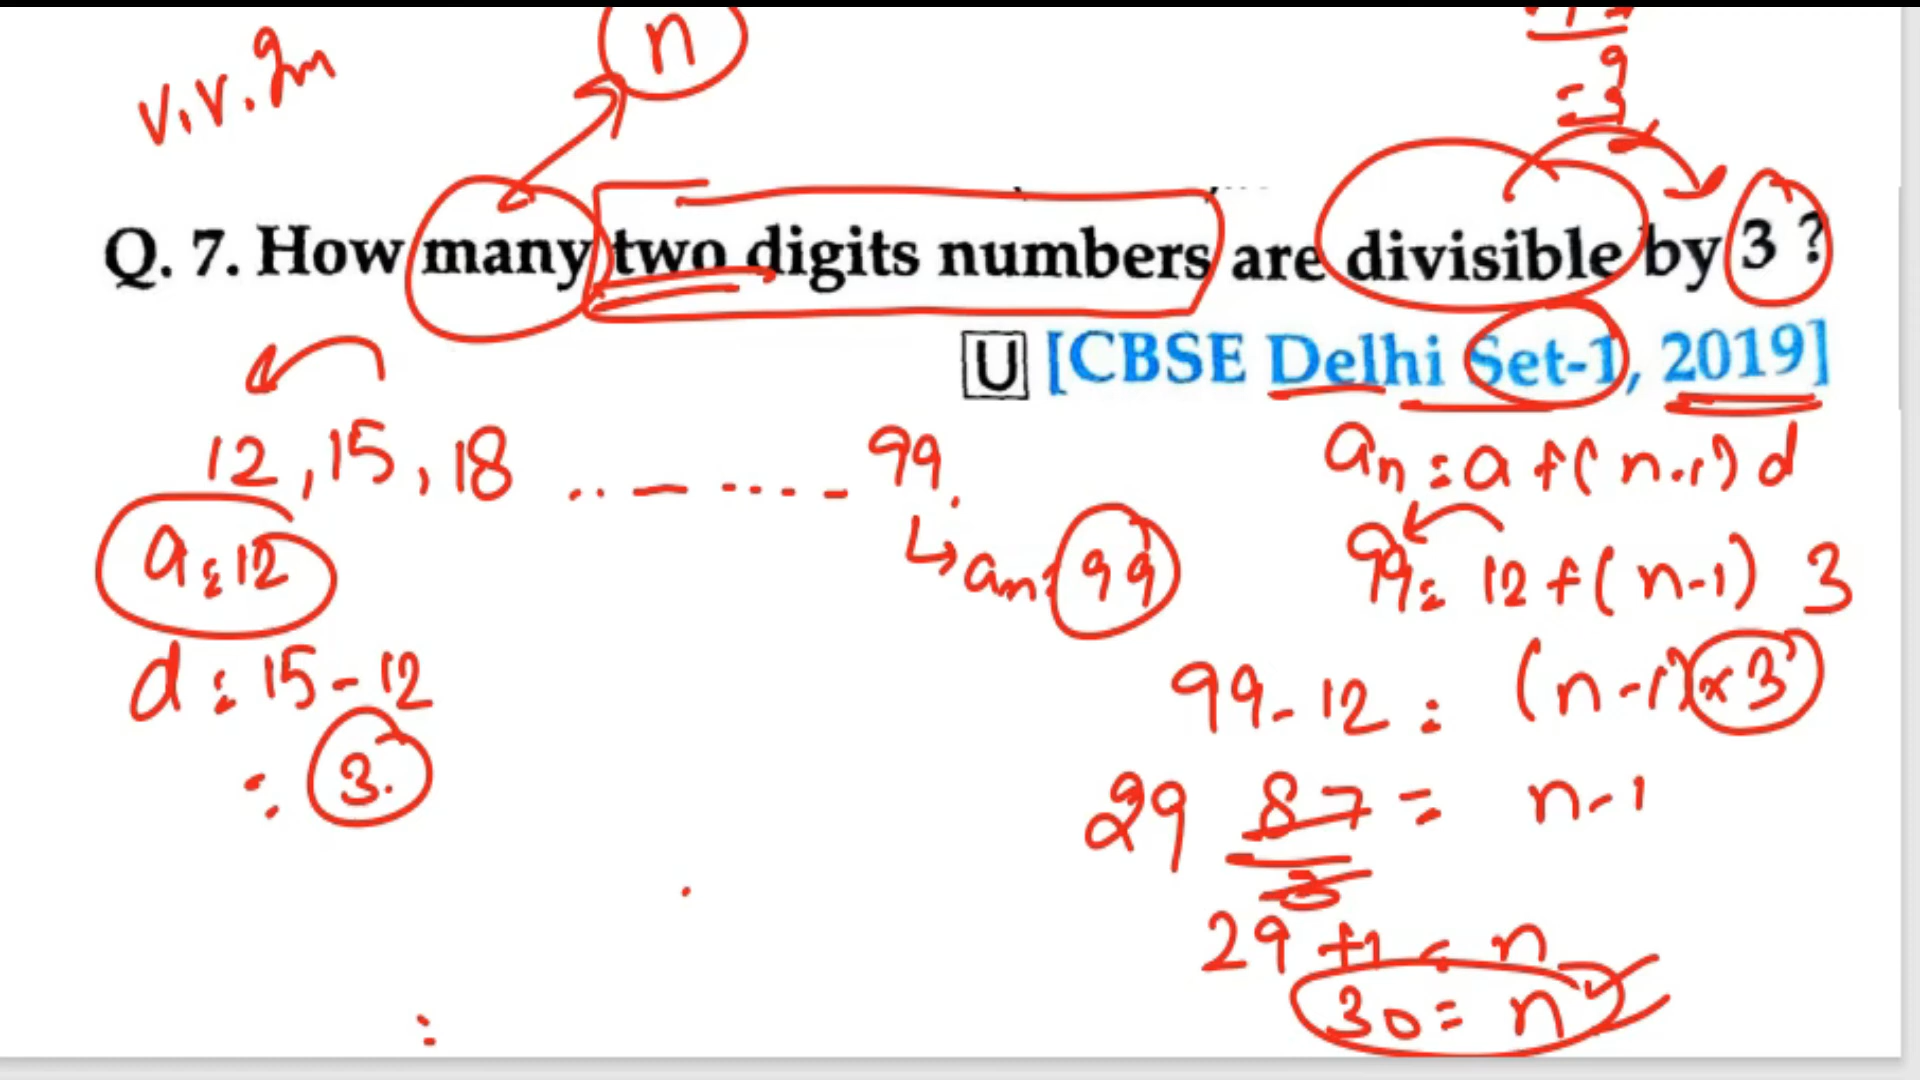 n
v.v.Im
= 3
Q. 7. How many two digits numbers are divisible by 3 ?
U [CBSE Delhi Set-1, 2019]
12, 15, 18 ......... 99.
a = 12
↳ an = 99
d = 15 - 12
= 3.
an = a + (n-1) d
99 = 12 + (n-1) 3
99 - 12 = (n-1) x 3
29 87 = n-1
3
29 + 1 = n
30 = n
=